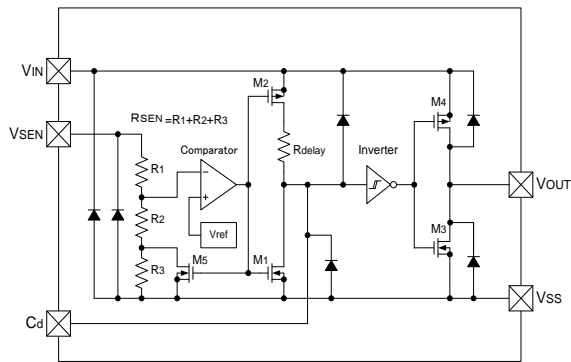 VIN
M2
M4
RSEN =R1+R2+R3
VSEN
Comparator
Rdelay
Inverter
R1
−
+
VOUT
R2
Vref
M5
M1
M3
R3
VSS
Cd